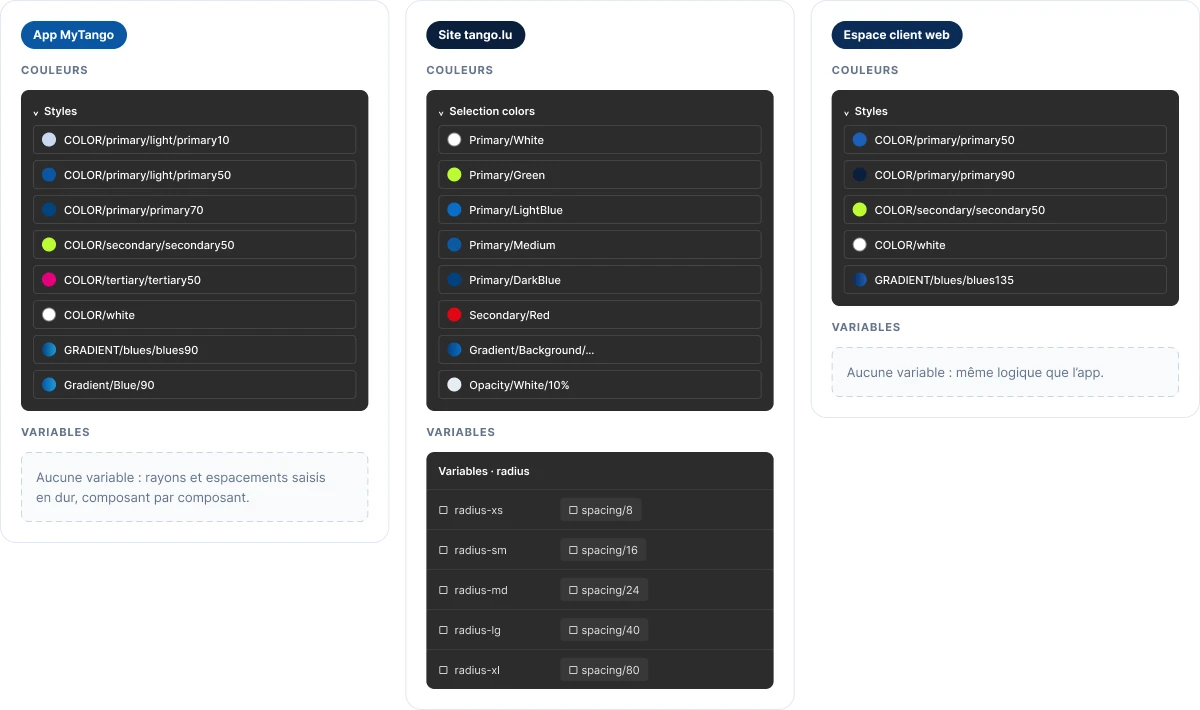 App MyTango
COULEURS
Styles
COLOR/primary/light/primary10
COLOR/primary/light/primary50
COLOR/primary/primary70
COLOR/secondary/secondary50
COLOR/tertiary/tertiary50
COLOR/white
GRADIENT/blues/blues90
Gradient/Blue/90
VARIABLES
Aucune variable : rayons et espacements saisis
en dur, composant par composant.
Site tango.lu
COULEURS
Selection colors
Primary/White
Primary/Green
Primary/LightBlue
Primary/Medium
Primary/DarkBlue
Secondary/Red
Gradient/Background/...
Opacity/White/10%
VARIABLES
Variables · radius
radius-xs spacing/8
radius-sm spacing/16
radius-md spacing/24
radius-lg spacing/40
radius-xl spacing/80
Espace client web
COULEURS
Styles
COLOR/primary/primary50
COLOR/primary/primary90
COLOR/secondary/secondary50
COLOR/white
GRADIENT/blues/blues135
VARIABLES
Aucune variable : même logique que l’app.